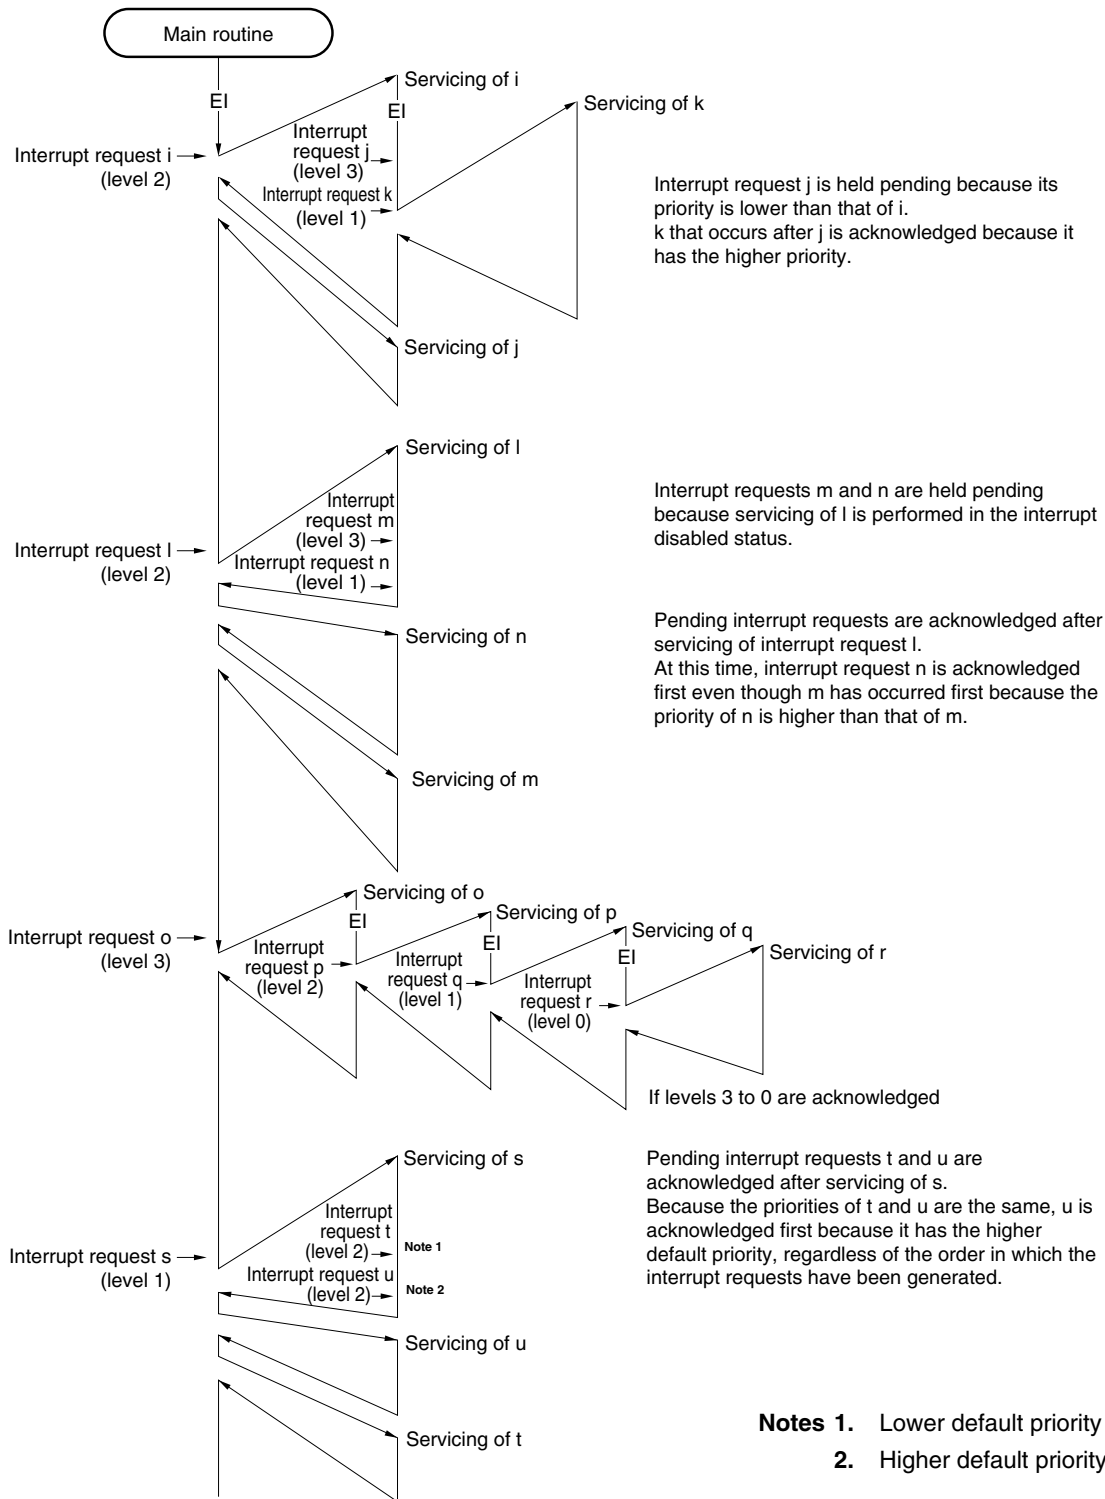 Main routine
EI
Servicing of i
EI
Servicing of k
Interrupt
request j
(level 3)
Interrupt request i
(level 2)
Interrupt request k
(level 1)
Interrupt request j is held pending because its
priority is lower than that of i.
k that occurs after j is acknowledged because it
has the higher priority.
Servicing of j
Servicing of l
Interrupt
request m
(level 3)
Interrupt request l
(level 2)
Interrupt request n
(level 1)
Interrupt requests m and n are held pending
because servicing of l is performed in the interrupt
disabled status.
Servicing of n
Pending interrupt requests are acknowledged after
servicing of interrupt request l.
At this time, interrupt request n is acknowledged
first even though m has occurred first because the
priority of n is higher than that of m.
Servicing of m
Servicing of o
EI
Servicing of p
EI
Servicing of q
EI
Servicing of r
Interrupt request o
(level 3)
Interrupt
request p
(level 2)
Interrupt
request q
(level 1)
Interrupt
request r
(level 0)
If levels 3 to 0 are acknowledged
Servicing of s
Interrupt
request t
(level 2)
Note 1
Interrupt request s
(level 1)
Interrupt request u
(level 2)
Note 2
Pending interrupt requests t and u are
acknowledged after servicing of s.
Because the priorities of t and u are the same, u is
acknowledged first because it has the higher
default priority, regardless of the order in which the
interrupt requests have been generated.
Servicing of u
Servicing of t
Notes 1. Lower default priority
2. Higher default priority